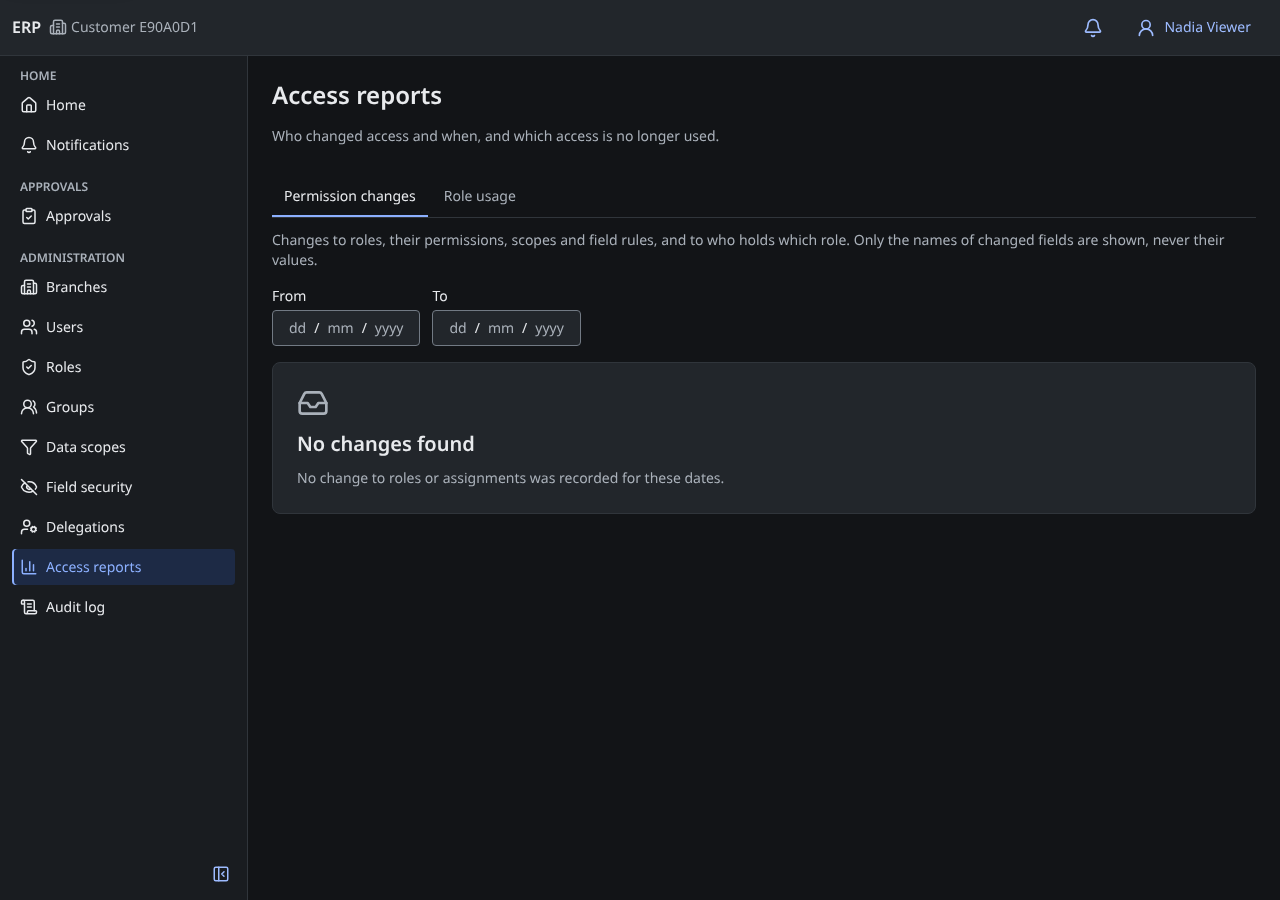 ERP Customer E90A0D1
Nadia Viewer
HOME
Home
Notifications
APPROVALS
Approvals
ADMINISTRATION
Branches
Users
Roles
Groups
Data scopes
Field security
Delegations
Access reports
Audit log
Access reports
Who changed access and when, and which access is no longer used.
Permission changes Role usage
Changes to roles, their permissions, scopes and field rules, and to who holds which role. Only the names of changed fields are shown, never their
values.
From To
dd / mm / yyyy dd / mm / yyyy
No changes found
No change to roles or assignments was recorded for these dates.